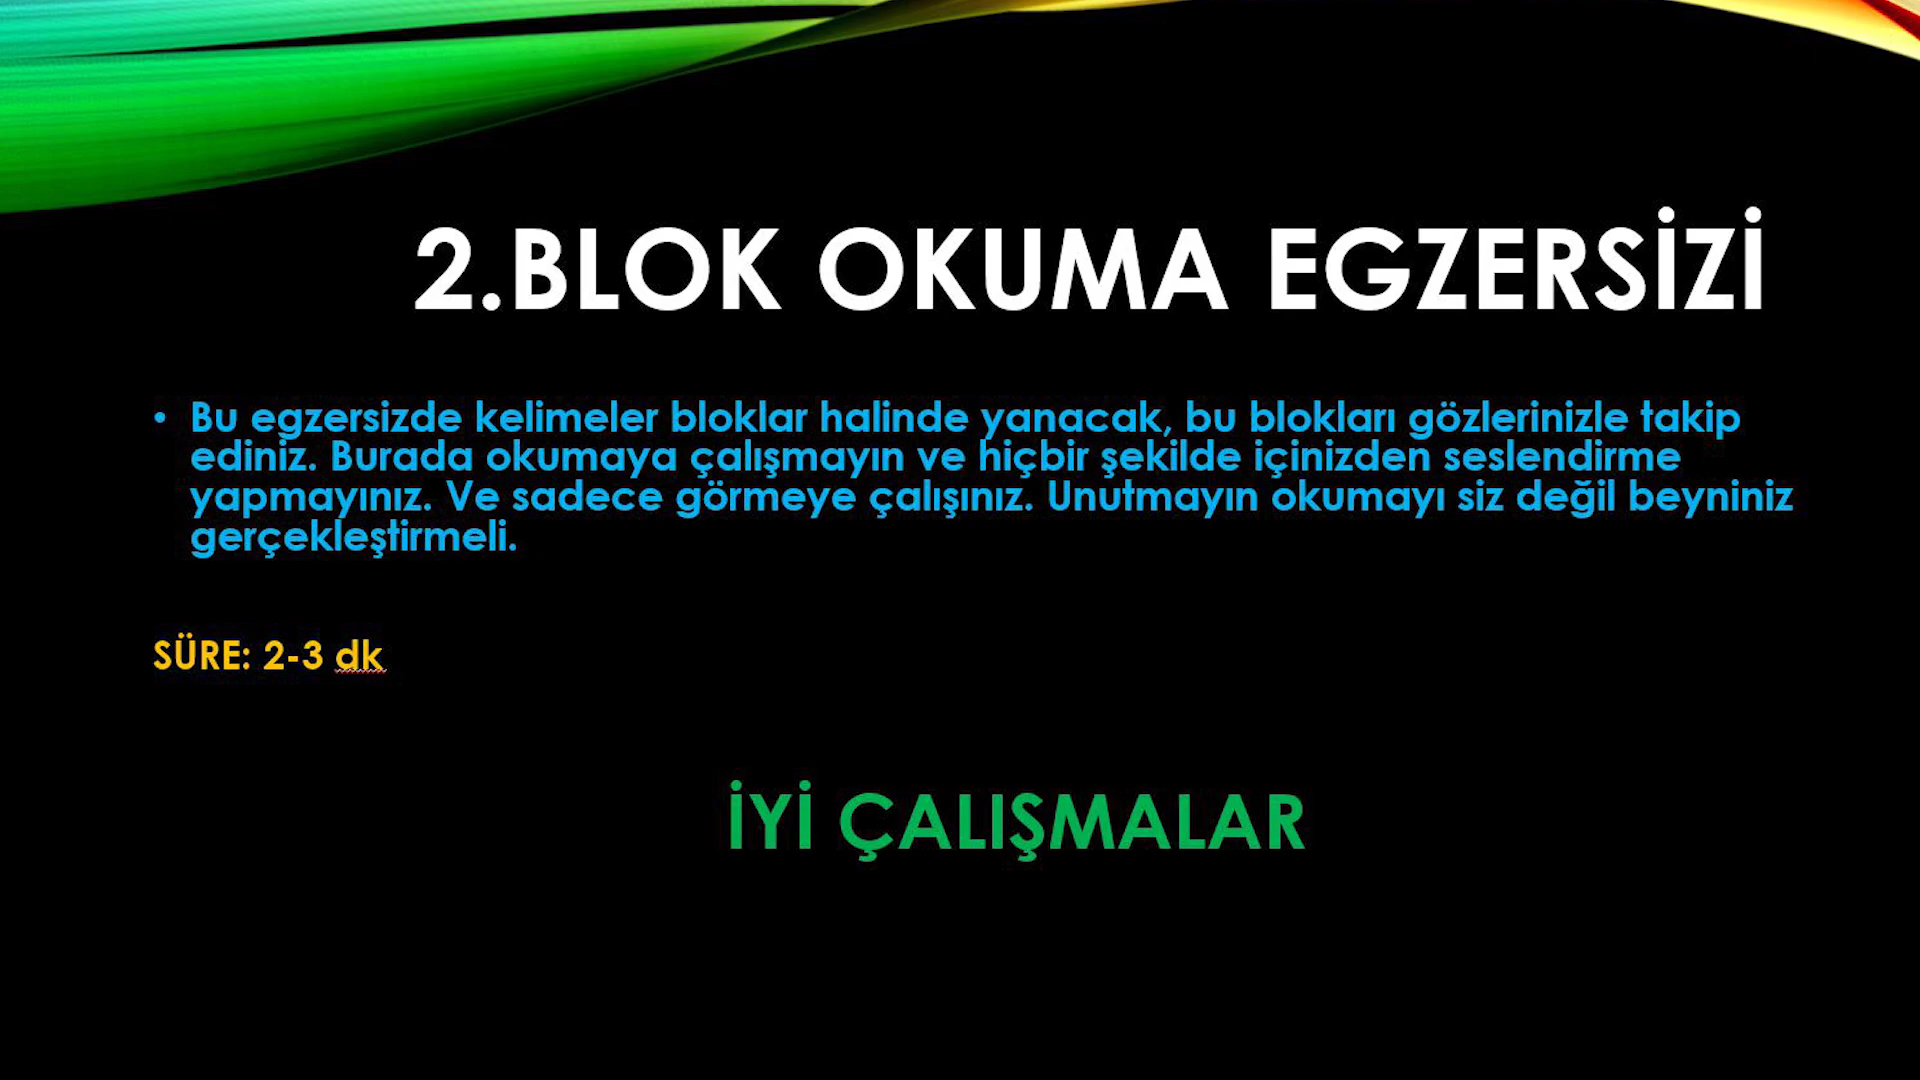 2.BLOK OKUMA EGZERSİZİ
• Bu egzersizde kelimeler bloklar halinde yanacak, bu blokları gözlerinizle takip
ediniz. Burada okumaya çalışmayın ve hiçbir şekilde içinizden seslendirme
yapmayınız. Ve sadece görmeye çalışınız. Unutmayın okumayı siz değil beyniniz
gerçekleştirmeli.
SÜRE: 2-3 dk
İYİ ÇALIŞMALAR